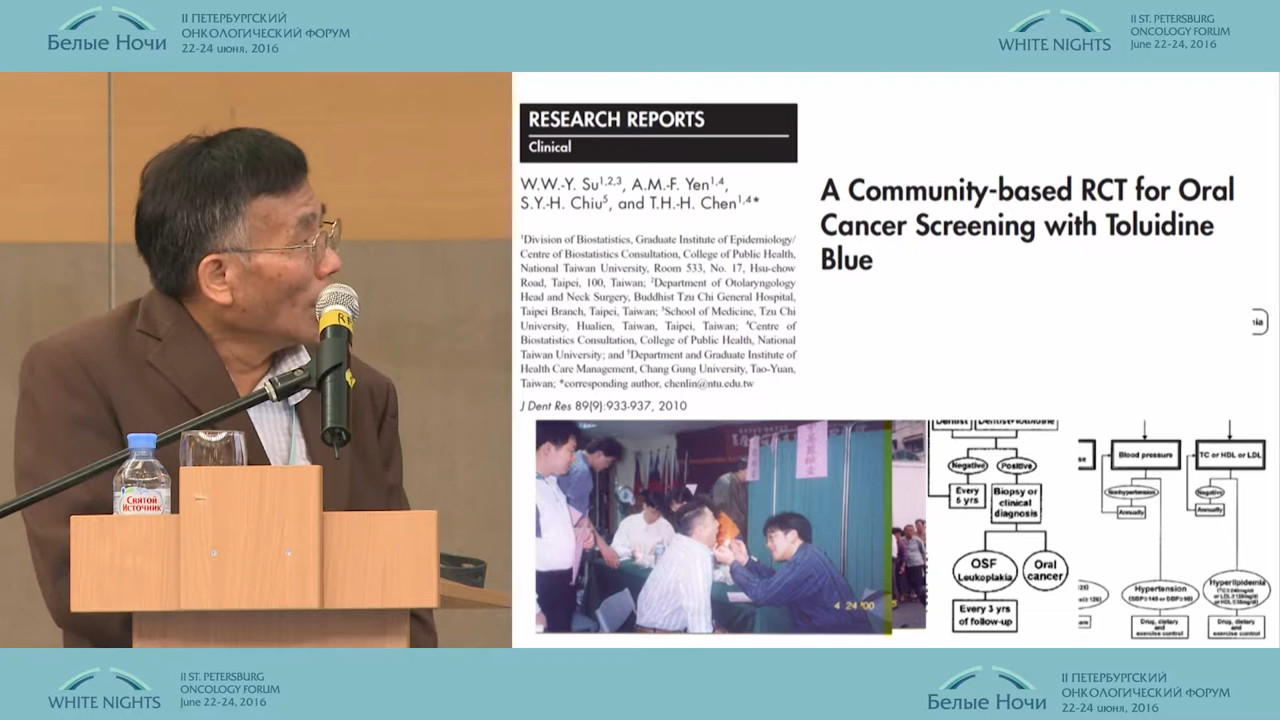 Белые Ночи
II ПЕТЕРБУРГСКИЙ
ОНКОЛОГИЧЕСКИЙ ФОРУМ
22-24 июня, 2016
WHITE NIGHTS
II ST. PETERSBURG
ONCOLOGY FORUM
June 22-24, 2016
СВЯТОЙ
ИСТОЧНИК
RESEARCH REPORTS
Clinical
W.W.-Y. Su1,2,3, A.M.-F. Yen1,4,
S.Y.-H. Chiu5, and T.H.-H. Chen1,4*
1Division of Biostatistics, Graduate Institute of Epidemiology/
Centre of Biostatistics Consultation, College of Public Health,
National Taiwan University, Room 533, No. 17, Hsu-chow
Road, Taipei, 100, Taiwan; 2Department of Otolaryngology
Head and Neck Surgery, Buddhist Tzu Chi General Hospital,
Taipei Branch, Taipei, Taiwan; 3School of Medicine, Tzu Chi
University, Hualien, Taiwan, Taipei, Taiwan; 4Centre of
Biostatistics Consultation, College of Public Health, National
Taiwan University; and 5Department and Graduate Institute of
Health Care Management, Chang Gung University, Tao-Yuan,
Taiwan; *corresponding author, chenlin@ntu.edu.tw
J Dent Res 89(9):933-937, 2010
A Community-based RCT for Oral
Cancer Screening with Toluidine
Blue
4 24 '00
Negative
Positive
Every
5 yrs
Biopsy or
clinical
diagnosis
OSF
Leukoplakia
Oral
cancer
Every 3 yrs
of follow-up
Blood pressure
TC or HDL or LDL
Nonhypertension
Negative
Annually
Annually
Hypertension
Hyperlipidemia
Drug, dietary
and
exercise control
Drug, dietary
and
exercise control
WHITE NIGHTS
II ST. PETERSBURG
ONCOLOGY FORUM
June 22-24, 2016
Белые Ночи
II ПЕТЕРБУРГСКИЙ
ОНКОЛОГИЧЕСКИЙ ФОРУМ
22-24 июня, 2016